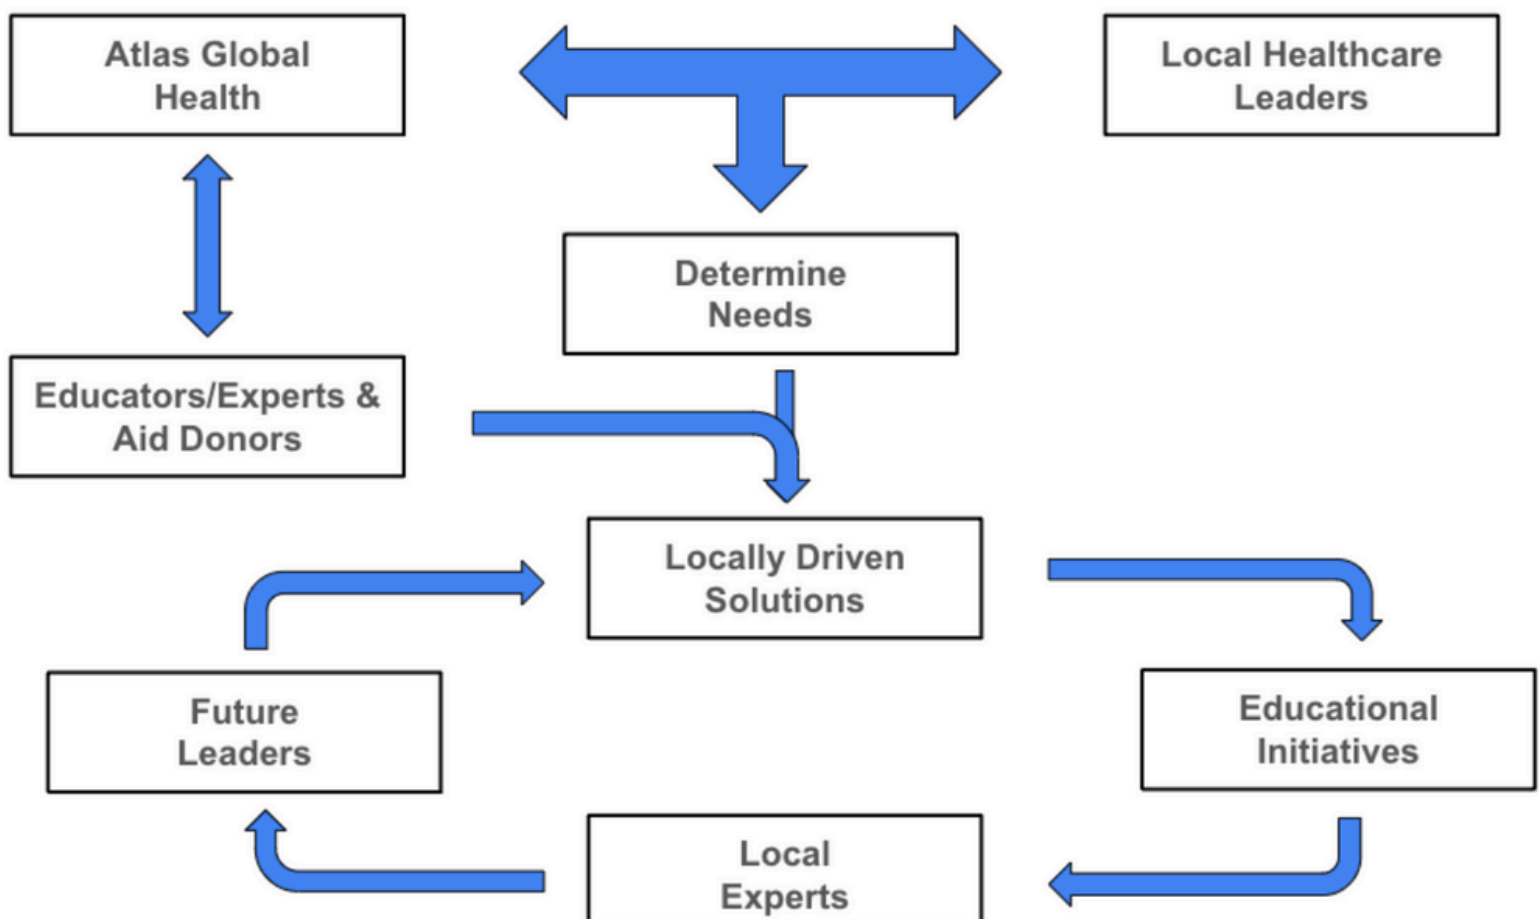 Atlas Global
Health
Local Healthcare
Leaders
Determine
Needs
Educators/Experts &
Aid Donors
Locally Driven
Solutions
Future
Leaders
Educational
Initiatives
Local
Experts